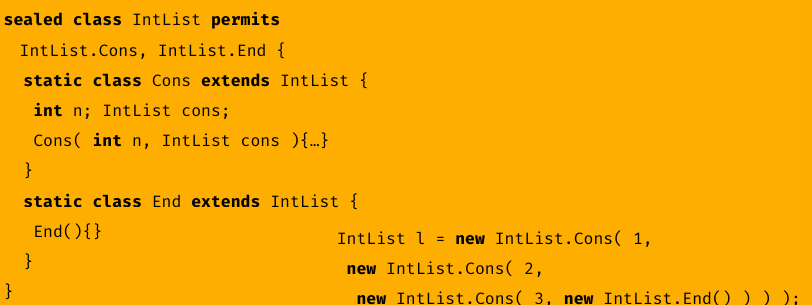 sealed class IntList permits
IntList.Cons, IntList.End {
static class Cons extends IntList {
int n; IntList cons;
Cons( int n, IntList cons ){…}
}
static class End extends IntList {
End(){}
}
}
IntList l = new IntList.Cons( 1,
new IntList.Cons( 2,
new IntList.Cons( 3, new IntList.End() ) ) );